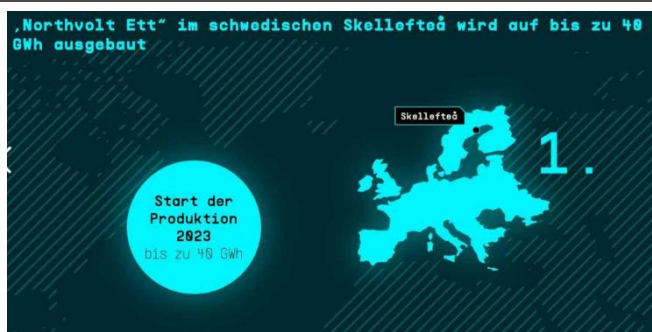 „Northvolt Ett“ im schwedischen Skellefteå wird auf bis zu 40
GWh ausgebaut
Skellefteå
1.
Start der
Produktion
2023
bis zu 40 GWh